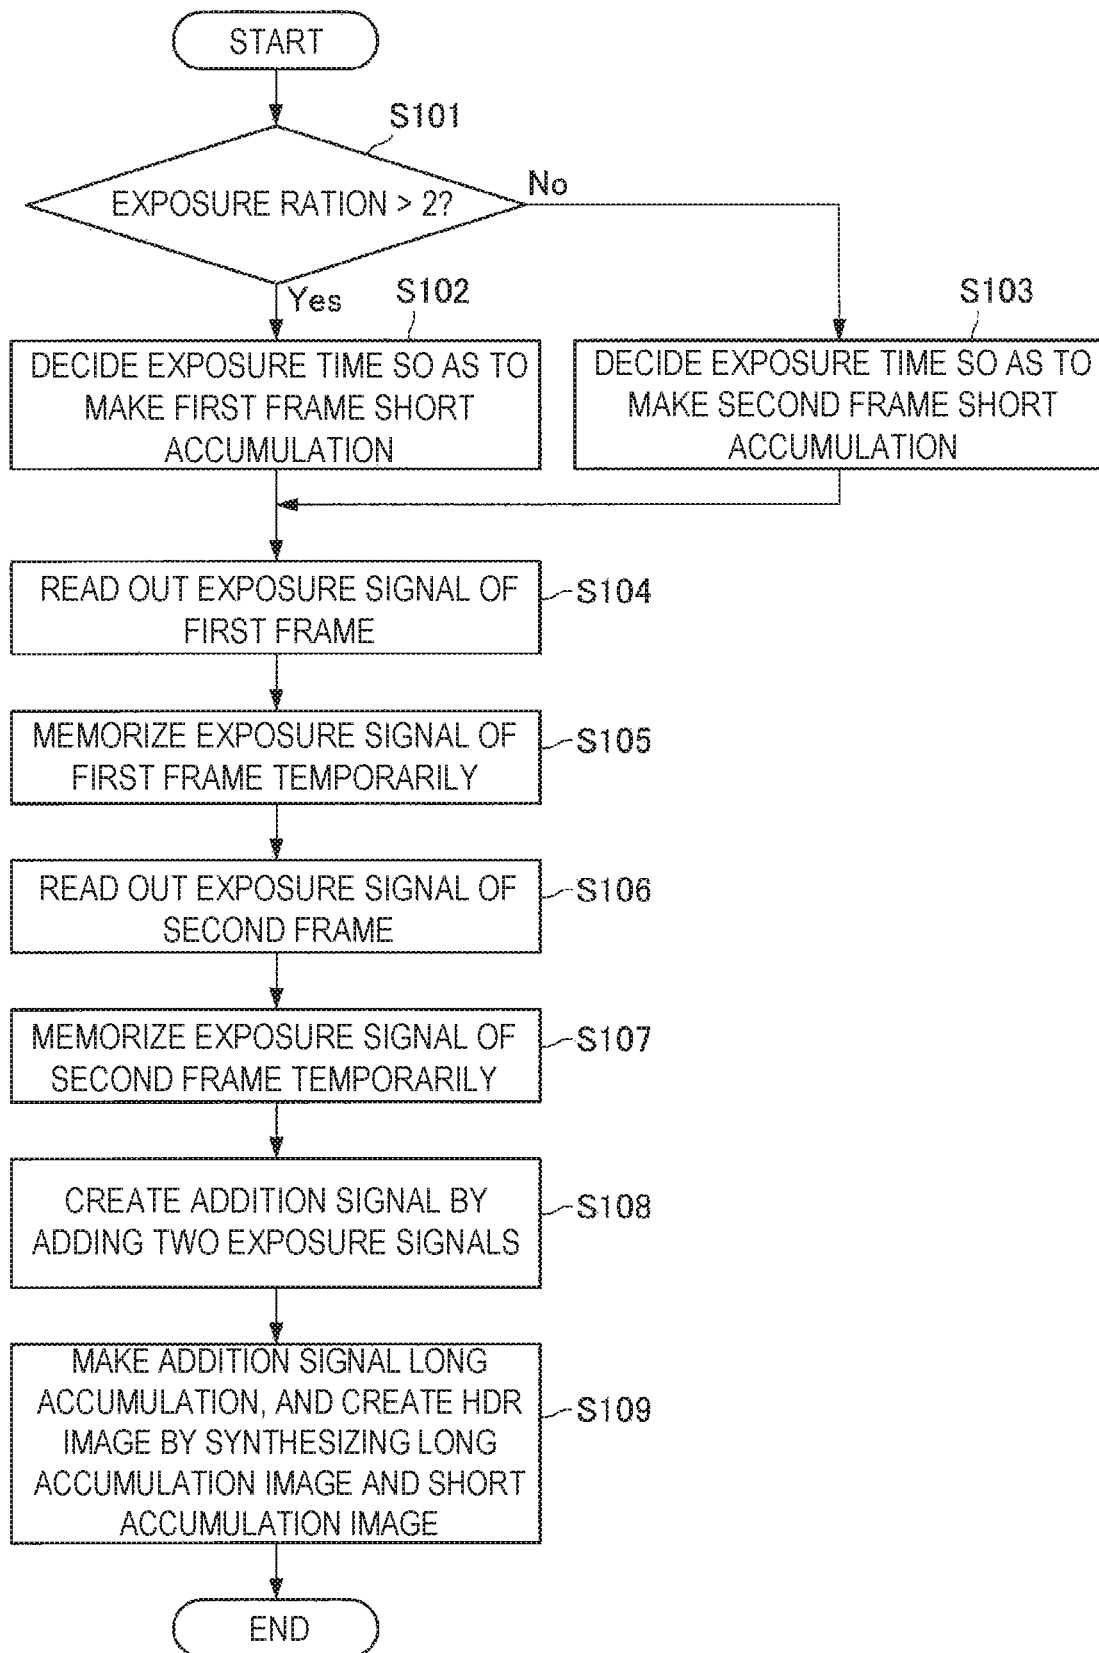 START
S101
EXPOSURE RATION > 2?
No
Yes
S102
S103
DECIDE EXPOSURE TIME SO AS TO
MAKE FIRST FRAME SHORT
ACCUMULATION
DECIDE EXPOSURE TIME SO AS TO
MAKE SECOND FRAME SHORT
ACCUMULATION
READ OUT EXPOSURE SIGNAL OF
FIRST FRAME
S104
MEMORIZE EXPOSURE SIGNAL OF
FIRST FRAME TEMPORARILY
S105
READ OUT EXPOSURE SIGNAL OF
SECOND FRAME
S106
MEMORIZE EXPOSURE SIGNAL OF
SECOND FRAME TEMPORARILY
S107
CREATE ADDITION SIGNAL BY
ADDING TWO EXPOSURE SIGNALS
S108
MAKE ADDITION SIGNAL LONG
ACCUMULATION, AND CREATE HDR
IMAGE BY SYNTHESIZING LONG
ACCUMULATION IMAGE AND SHORT
ACCUMULATION IMAGE
S109
END